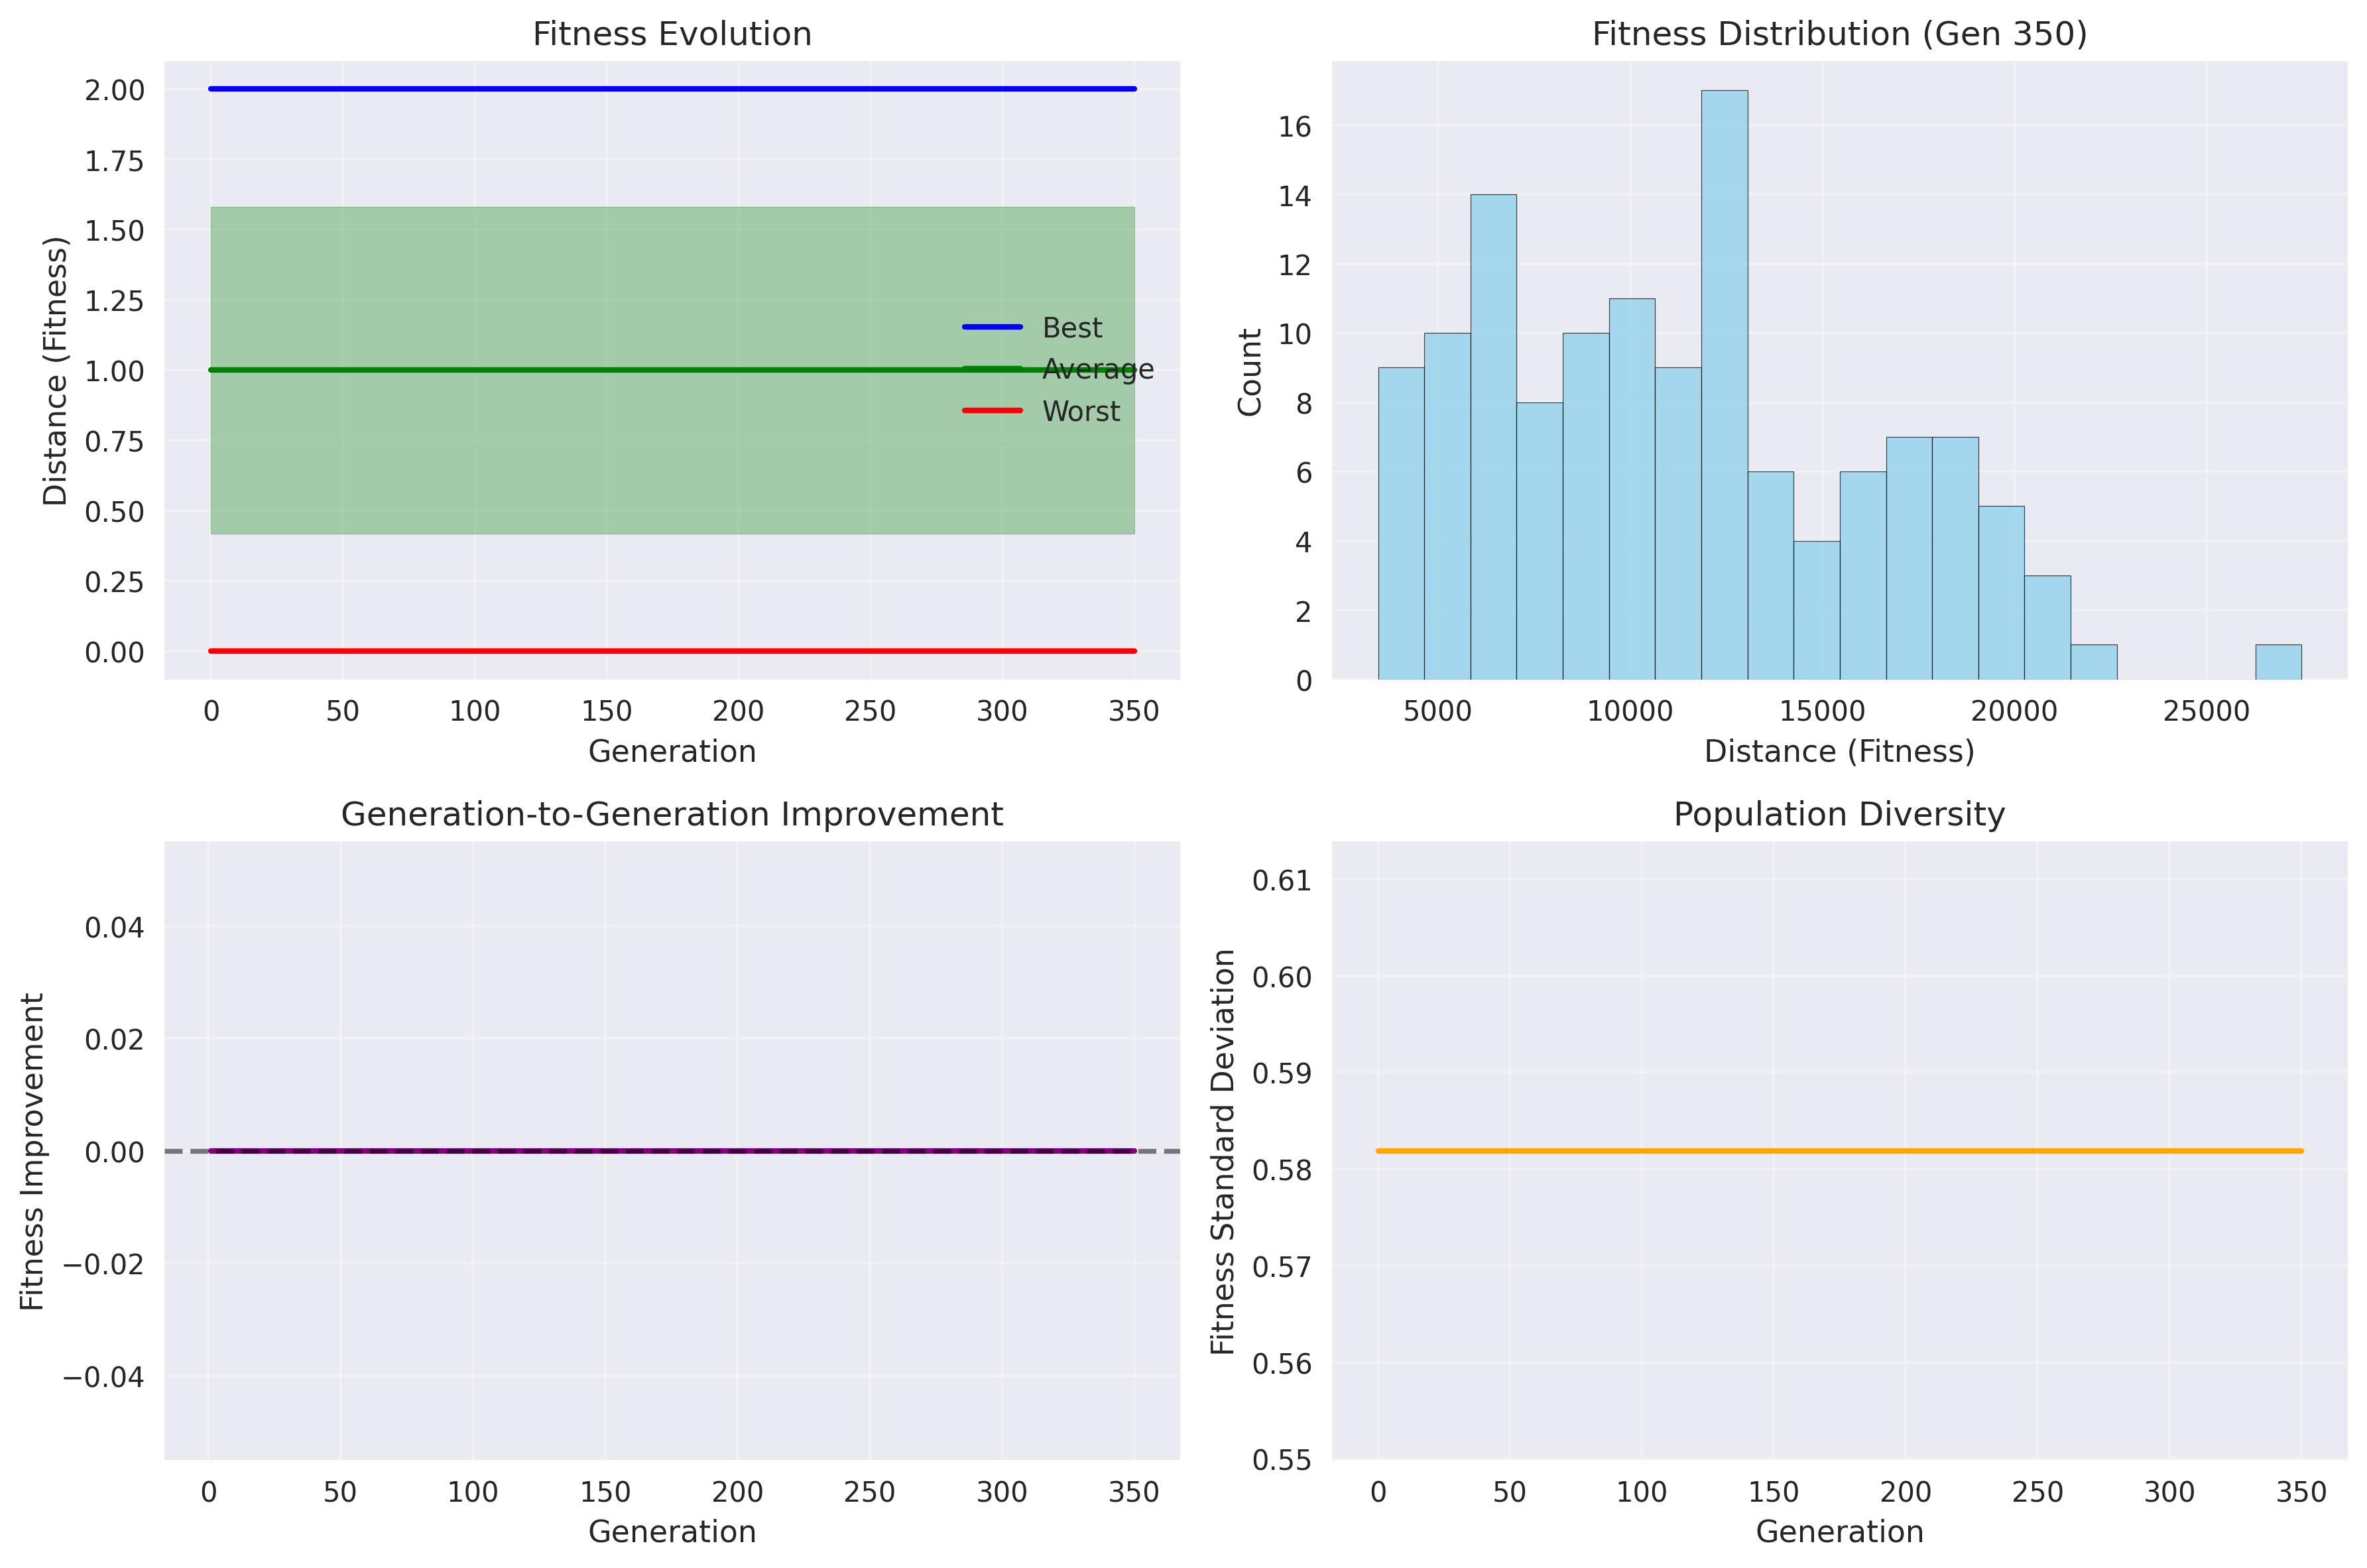 Fitness Evolution
Distance (Fitness)
2.00
1.75
1.50
1.25
1.00
0.75
0.50
0.25
0.00
Best
Average
Worst
0 50 100 150 200 250 300 350
Generation
Fitness Distribution (Gen 350)
Count
16
14
12
10
8
6
4
2
0
5000 10000 15000 20000 25000
Distance (Fitness)
Generation-to-Generation Improvement
Fitness Improvement
0.04
0.02
0.00
−0.02
−0.04
0 50 100 150 200 250 300 350
Generation
Population Diversity
Fitness Standard Deviation
0.61
0.60
0.59
0.58
0.57
0.56
0.55
0 50 100 150 200 250 300 350
Generation